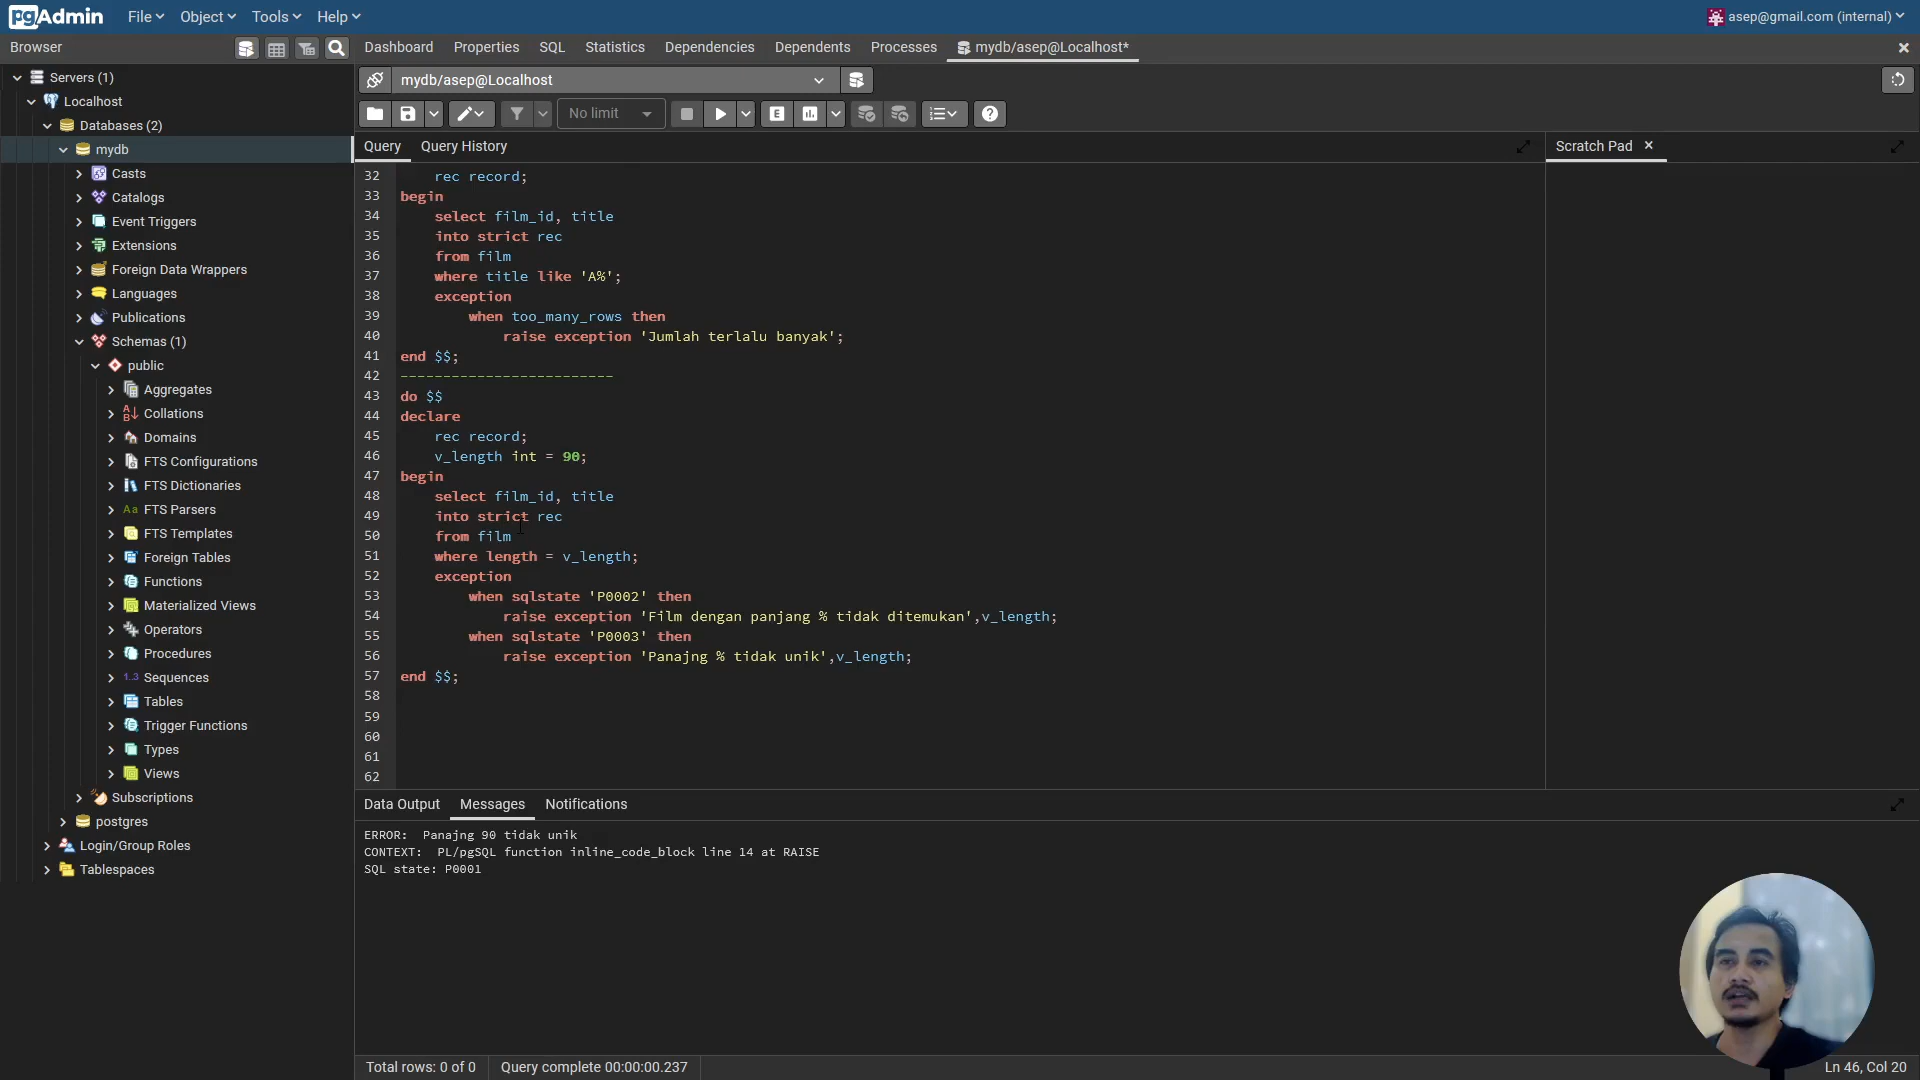 pgAdmin File Object Tools Help asep@gmail.com (internal)
Browser
Dashboard Properties SQL Statistics Dependencies Dependents Processes mydb/asep@Localhost*
Servers (1)
Localhost
Databases (2)
mydb
Casts
Catalogs
Event Triggers
Extensions
Foreign Data Wrappers
Languages
Publications
Schemas (1)
public
Aggregates
Collations
Domains
FTS Configurations
FTS Dictionaries
Aa FTS Parsers
FTS Templates
Foreign Tables
Functions
Materialized Views
Operators
Procedures
1..3 Sequences
Tables
Trigger Functions
Types
Views
Subscriptions
postgres
Login/Group Roles
Tablespaces
mydb/asep@Localhost
No limit E
Query Query History
Scratch Pad
32 rec record;
33 begin
34 select film_id, title
35 into strict rec
36 from film
37 where title like 'A%';
38 exception
39 when too_many_rows then
40 raise exception 'Jumlah terlalu banyak';
41 end $$;
42 -------------------------
43 do $$
44 declare
45 rec record;
46 v_length int = 90;
47 begin
48 select film_id, title
49 into strict rec
50 from film
51 where length = v_length;
52 exception
53 when sqlstate 'P0002' then
54 raise exception 'Film dengan panjang % tidak ditemukan',v_length;
55 when sqlstate 'P0003' then
56 raise exception 'Panajng % tidak unik',v_length;
57 end $$;
58
59
60
61
62
Data Output Messages Notifications
ERROR: Panajng 90 tidak unik
CONTEXT: PL/pgSQL function inline_code_block line 14 at RAISE
SQL state: P0001
Total rows: 0 of 0 Query complete 00:00:00.237 Ln 46, Col 20